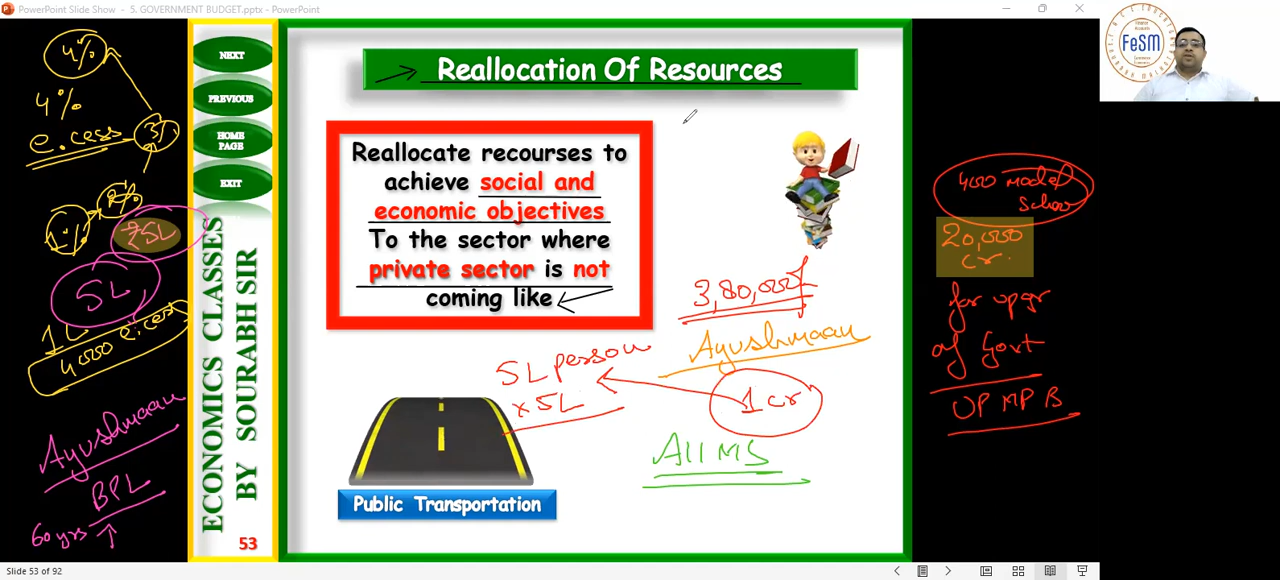 PowerPoint Slide Show - 5. GOVERNMENT BUDGET.pptx - PowerPoint
4%
4%
e.cess 3%
2%
₹5L
5L
1L
4000 e.cess
Ayushmaan
BPL
60yrs
NEXT
PREVIOUS
HOME
PAGE
EXIT
ECONOMICS CLASSES
BY SOURABH SIR
53
Reallocation Of Resources
Reallocate recourses to
achieve social and
economic objectives
To the sector where
private sector is not
coming like
3,80,000
Ayushmaan
5L person
x 5L
1 cr
AIIMS
Public Transportation
FeSM
400 model
School
20,000
cr.
for upgr
of Govt
UP MP B
Slide 53 of 92